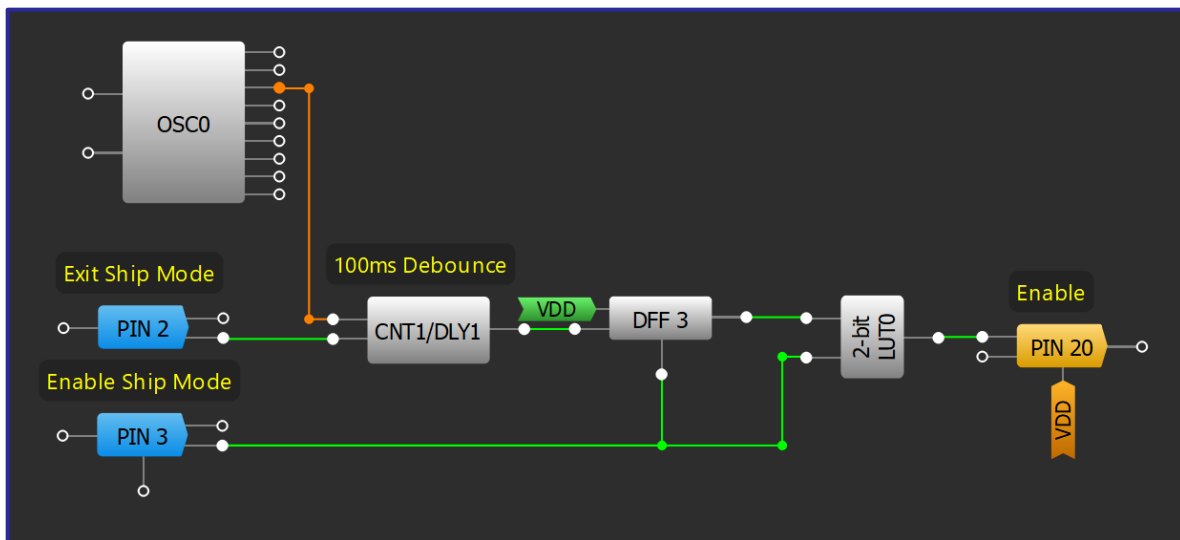 OSC0
Exit Ship Mode
100ms Debounce
PIN 2
CNT1/DLY1
VDD
DFF 3
2-bit
LUT0
Enable
PIN 20
VDD
Enable Ship Mode
PIN 3